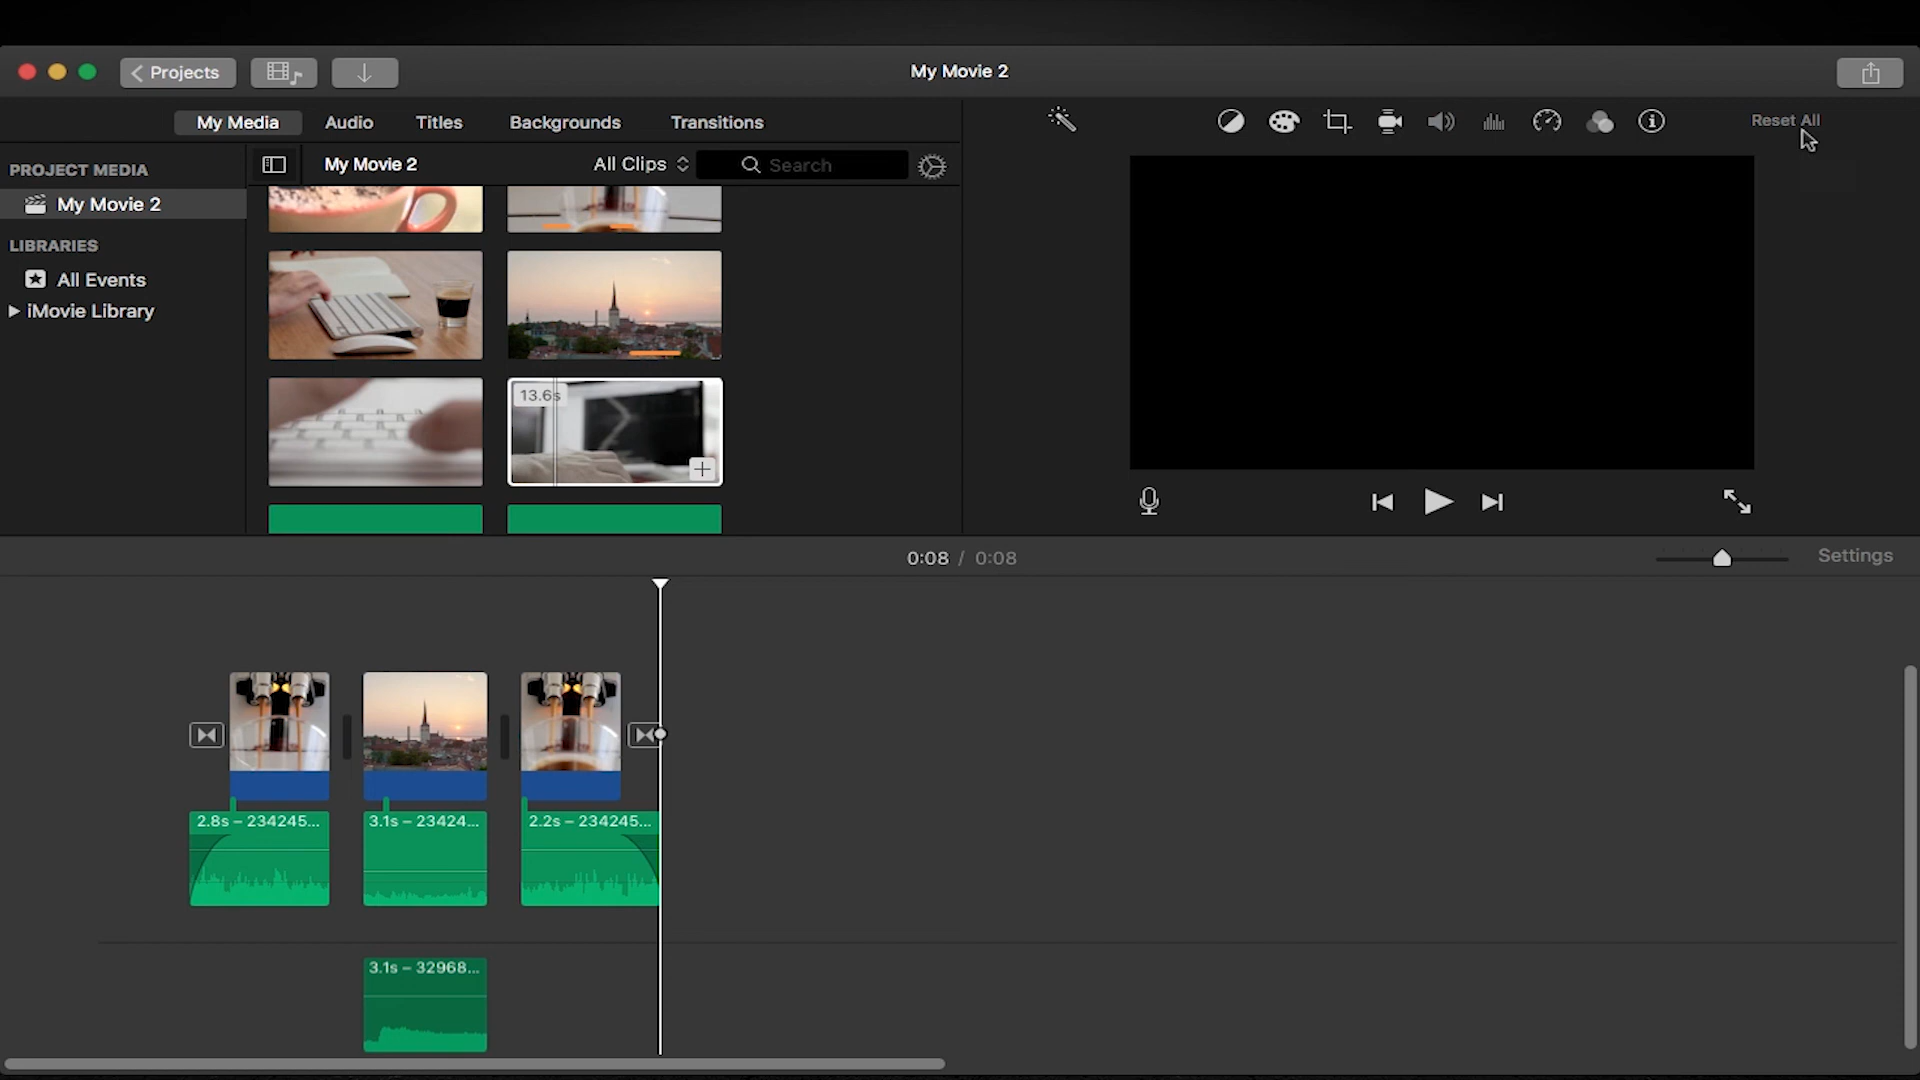 Projects
My Movie 2
My Media
Audio
Titles
Backgrounds
Transitions
Reset All
PROJECT MEDIA
My Movie 2
All Clips
Search
My Movie 2
LIBRARIES
All Events
iMovie Library
13.6s
0:08 / 0:08
Settings
2.8s – 234245...
3.1s – 23424...
2.2s – 234245...
3.1s – 32968...